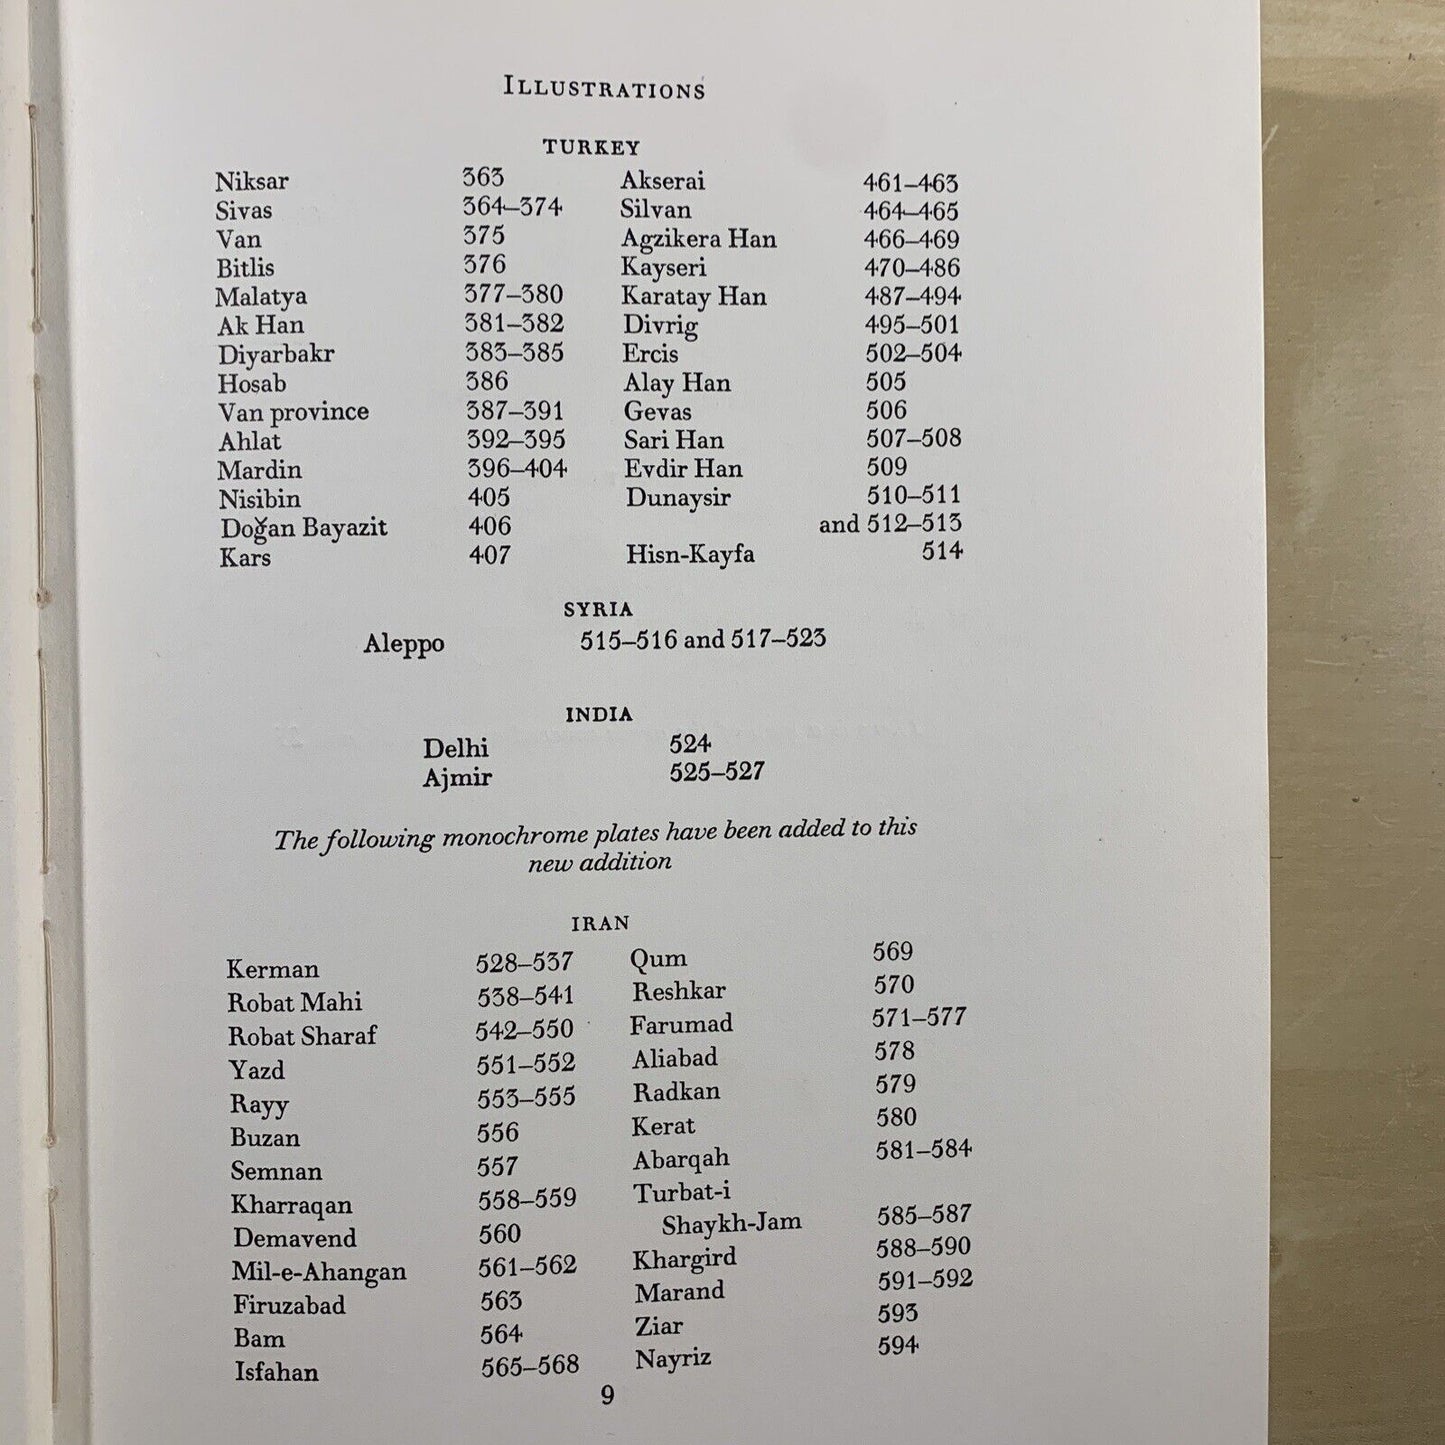 ILLUSTRATIONS
TURKEY
Niksar 363
Sivas 364–374
Van 375
Bitlis 376
Malatya 377–380
Ak Han 381–382
Diyarbakr 383–385
Hosab 386
Van province 387–391
Ahlat 392–395
Mardin 396–404
Nisibin 405
Doğan Bayazit 406
Kars 407
Akserai 461–463
Silvan 464–465
Agzikera Han 466–469
Kayseri 470–486
Karatay Han 487–494
Divrig 495–501
Ercis 502–504
Alay Han 505
Gevas 506
Sari Han 507–508
Evdir Han 509
Dunaysir 510–511
and 512–513
Hisn-Kayfa 514
SYRIA
Aleppo 515–516 and 517–523
INDIA
Delhi 524
Ajmir 525–527
The following monochrome plates have been added to this
new addition
IRAN
Kerman 528–537
Robat Mahi 538–541
Robat Sharaf 542–550
Yazd 551–552
Rayy 553–555
Buzan 556
Semnan 557
Kharraqan 558–559
Demavend 560
Mil-e-Ahangan 561–562
Firuzabad 563
Bam 564
Isfahan 565–568
Qum 569
Reshkar 570
Farumad 571–577
Aliabad 578
Radkan 579
Kerat 580
Abarqah 581–584
Turbat-i
Shaykh-Jam 585–587
Khargird 588–590
Marand 591–592
Ziar 593
Nayriz 594
9